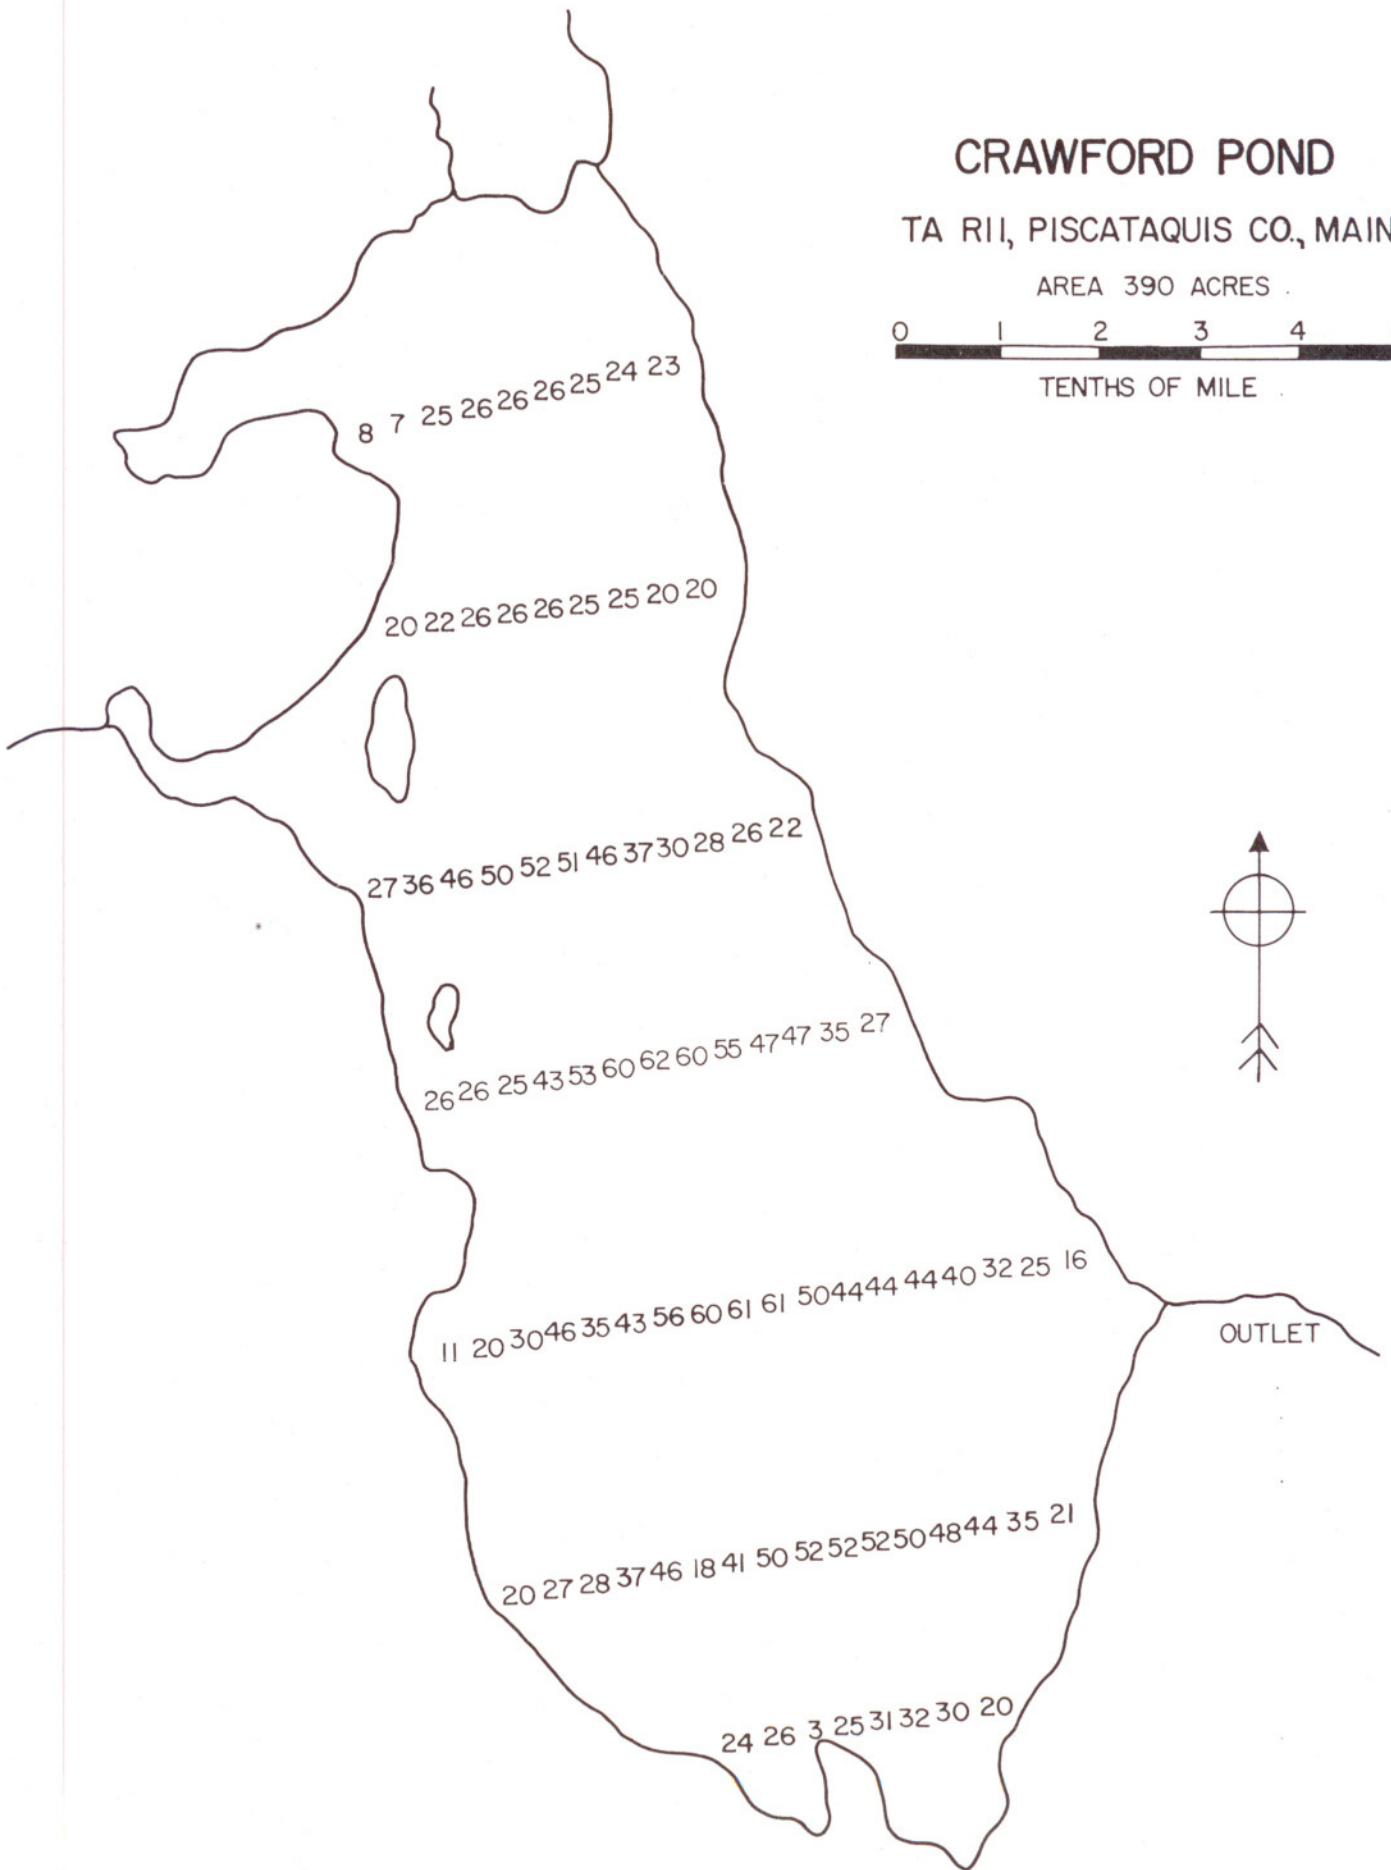 CRAWFORD POND
TA R11, PISCATAQUIS CO., MAIN
AREA 390 ACRES
0 1 2 3 4
TENTHS OF MILE
8 7 25 26 26 26 25 24 23
20 22 26 26 26 25 25 20 20
27 36 46 50 52 51 46 37 30 28 26 22
26 26 25 43 53 60 62 60 55 47 47 35 27
11 20 30 46 35 43 56 60 61 61 50 44 44 44 40 32 25 16
OUTLET
20 27 28 37 46 18 41 50 52 52 52 50 48 44 35 21
24 26 3 25 31 32 30 20